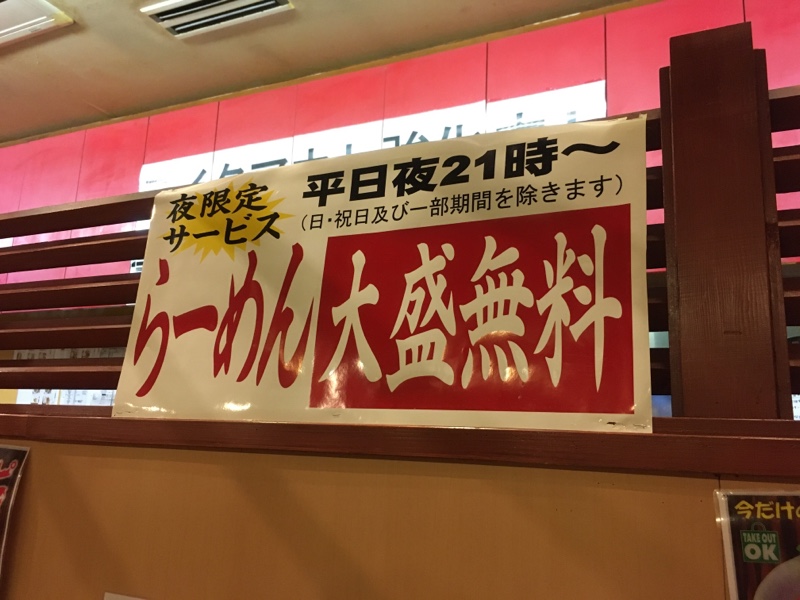 夜限定
サービス
平日夜21時〜
（日・祝日及び一部期間を除きます）
らーめん
大盛無料
今だけの
TAKE OUT
OK